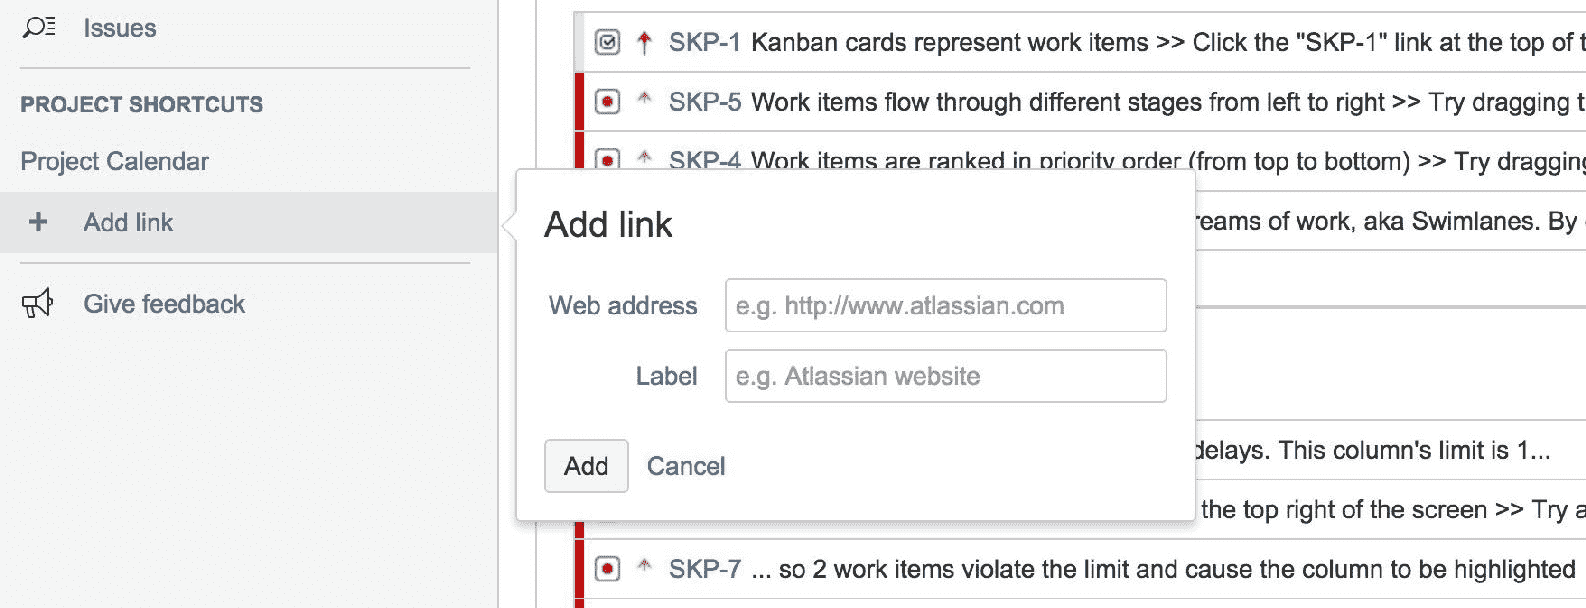 Issues
PROJECT SHORTCUTS
Project Calendar
+ Add link
Give feedback
SKP-1 Kanban cards represent work items >> Click the "SKP-1" link at the top of
SKP-5 Work items flow through different stages from left to right >> Try dragging
SKP-4 Work items are ranked in priority order (from top to bottom) >> Try dragging
reams of work, aka Swimlanes. By
Add link
Web address e.g. http://www.atlassian.com
Label e.g. Atlassian website
Add Cancel
delays. This column's limit is 1...
the top right of the screen >> Try
SKP-7 ... so 2 work items violate the limit and cause the column to be highlighted